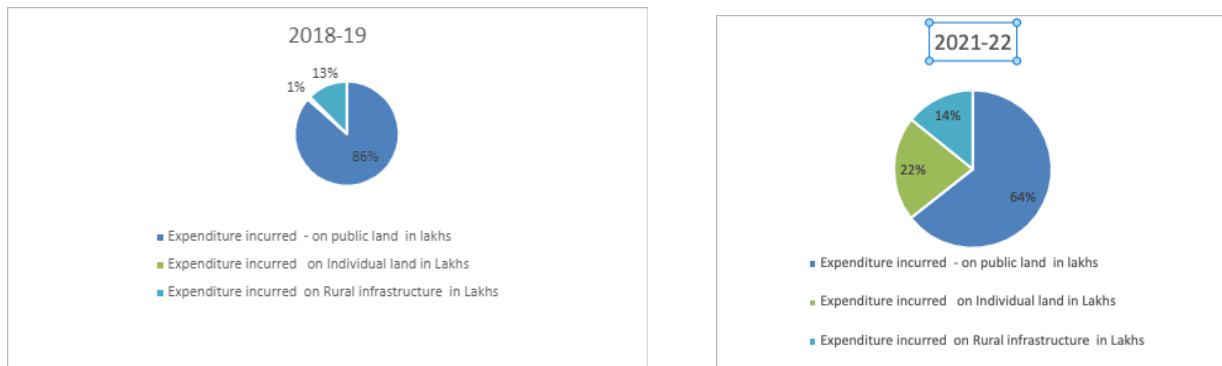 2018-19
13%
1%
86%
Expenditure incurred - on public land in lakhs
Expenditure incurred on Individual land in Lakhs
Expenditure incurred on Rural infrastructure in Lakhs
2021-22
14%
22%
64%
Expenditure incurred - on public land in lakhs
Expenditure incurred on Individual land in Lakhs
Expenditure incurred on Rural infrastructure in Lakhs